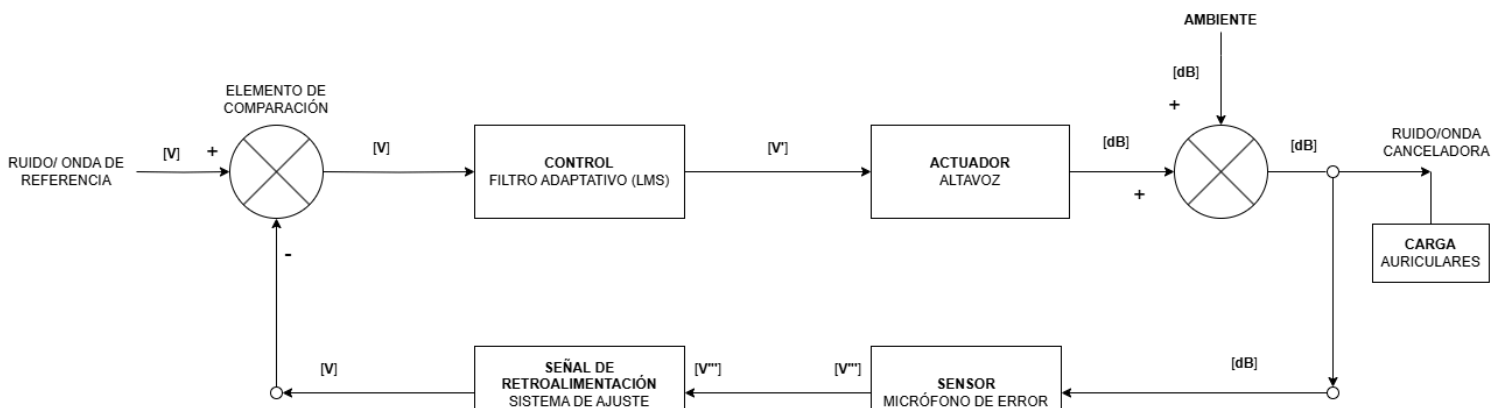 AMBIENTE
[dB]
+
ELEMENTO DE
COMPARACIÓN
RUIDO/ ONDA DE
REFERENCIA
[V]
+
[V]
CONTROL
FILTRO ADAPTATIVO (LMS)
[V']
ACTUADOR
ALTAVOZ
[dB]
+
[dB]
RUIDO/ONDA
CANCELADORA
CARGA
AURICULARES
-
[V]
SEÑAL DE
RETROALIMENTACIÓN
SISTEMA DE AJUSTE
[V''']
[V''']
SENSOR
MICRÓFONO DE ERROR
[dB]